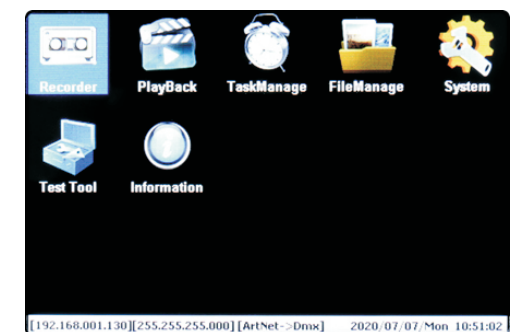 Recorder PlayBack TaskManage FileManage System
Test Tool Information
[192.168.001.130][255.255.255.000] [ArtNet->Dmx] 2020/07/07/Mon 10:51:02